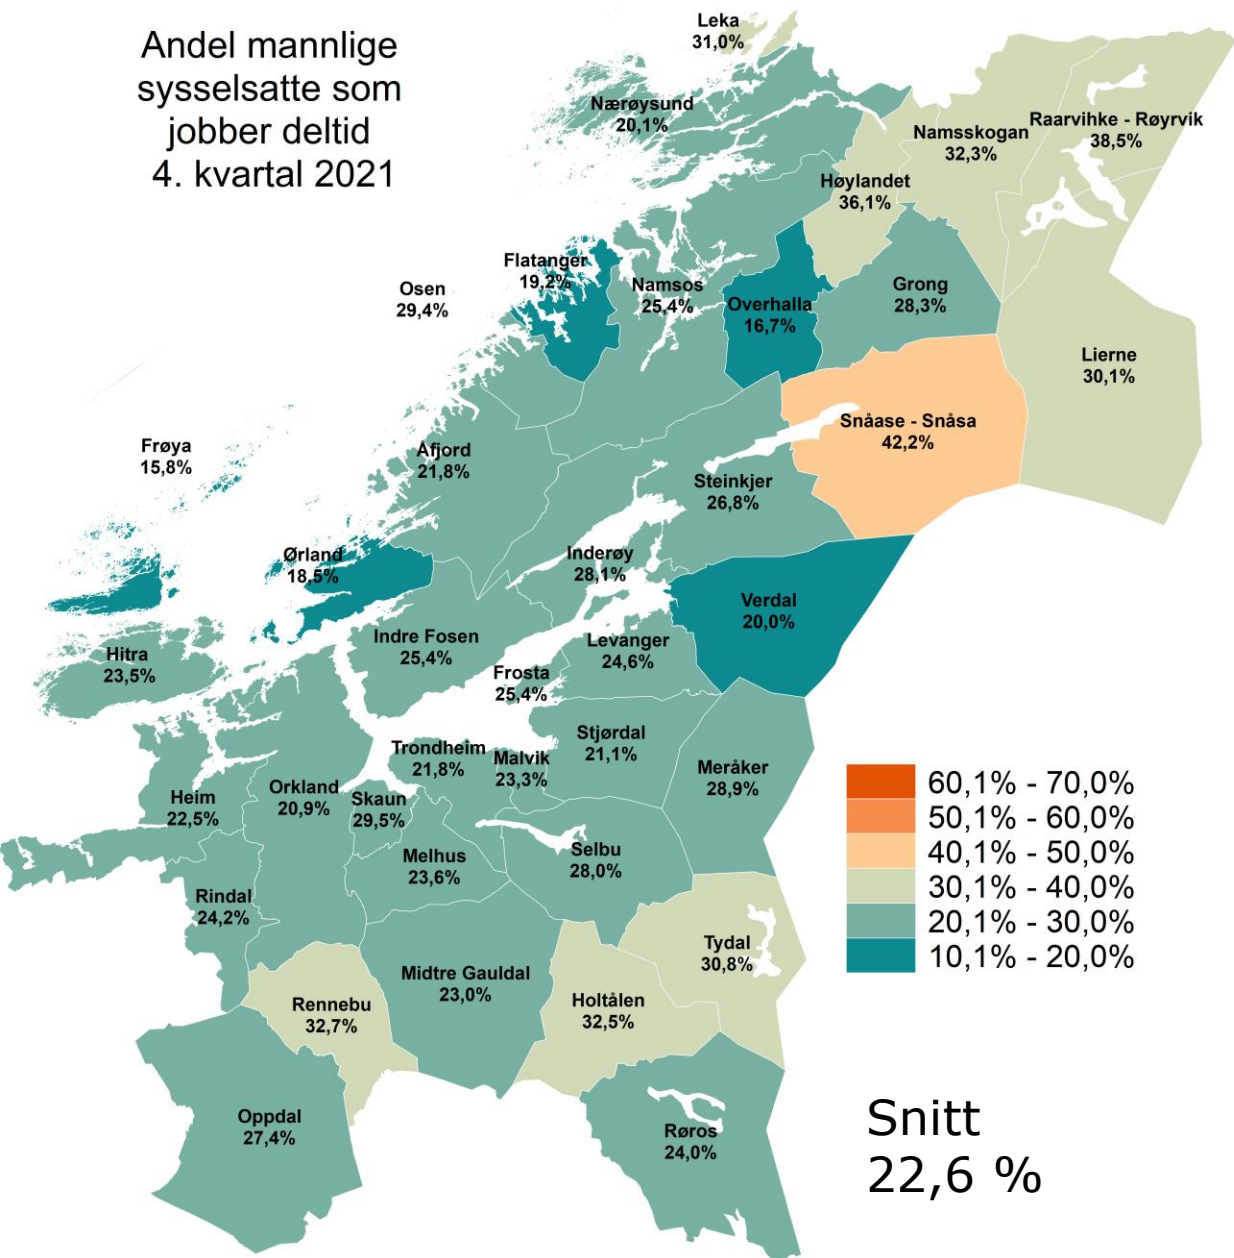 Andel mannlige
sysselsatte som
jobber deltid
4. kvartal 2021
Leka
31,0%
Nærøysund
20,1%
Raarvihke - Røyrvik
38,5%
Namsskogan
32,3%
Høylandet
36,1%
Flatanger
19,2%
Osen
29,4%
Namsos
25,4%
Overhalla
16,7%
Grong
28,3%
Lierne
30,1%
Snåase - Snåsa
42,2%
Frøya
15,8%
Åfjord
21,8%
Steinkjer
26,8%
Ørland
18,5%
Inderøy
28,1%
Verdal
20,0%
Indre Fosen
25,4%
Levanger
24,6%
Hitra
23,5%
Frosta
25,4%
Stjørdal
21,1%
Trondheim
21,8%
Malvik
23,3%
Meråker
28,9%
Heim
22,5%
Orkland
20,9%
Skaun
29,5%
Melhus
23,6%
Selbu
28,0%
Rindal
24,2%
Tydal
30,8%
Midtre Gauldal
23,0%
Rennebu
32,7%
Holtålen
32,5%
Oppdal
27,4%
Røros
24,0%
60,1% - 70,0%
50,1% - 60,0%
40,1% - 50,0%
30,1% - 40,0%
20,1% - 30,0%
10,1% - 20,0%
Snitt
22,6 %